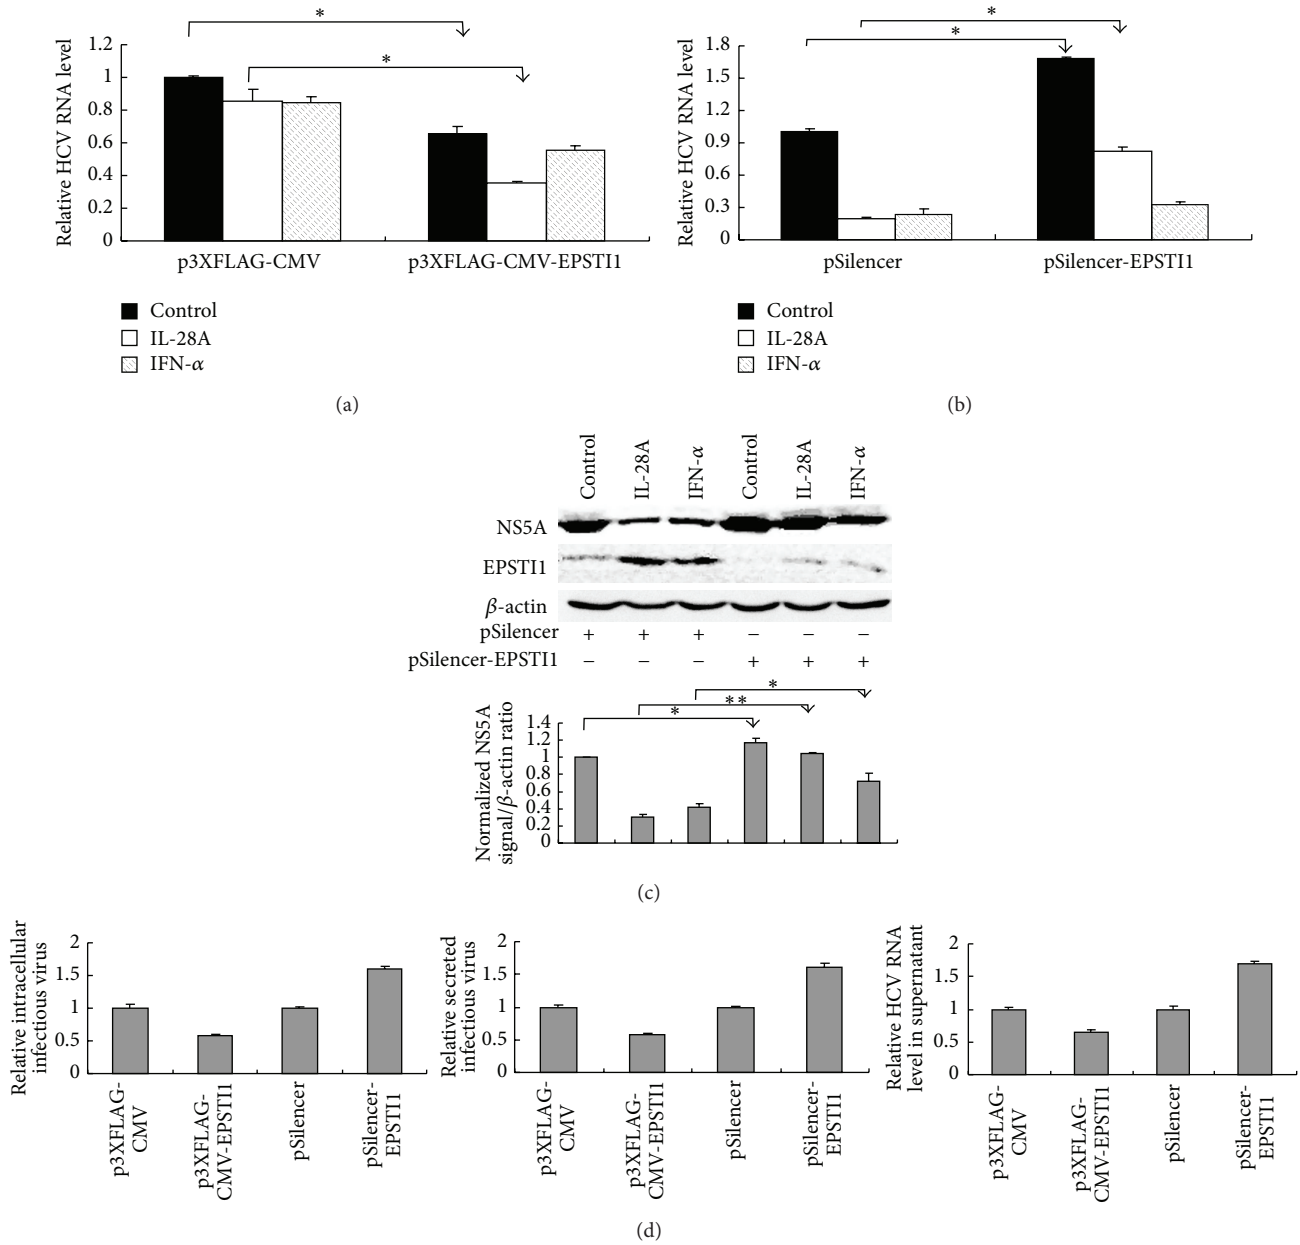 *
*
Relative HCV RNA level
1.2
1
0.8
0.6
0.4
0.2
0
p3XFLAG-CMV
p3XFLAG-CMV-EPSTI1
Control
IL-28A
IFN-α
(a)
*
*
Relative HCV RNA level
1.8
1.5
1.2
0.9
0.6
0.3
0
pSilencer
pSilencer-EPSTI1
Control
IL-28A
IFN-α
(b)
Control
IL-28A
IFN-α
Control
IL-28A
IFN-α
NS5A
EPSTI1
β-actin
pSilencer + + + − − −
pSilencer-EPSTI1 − − − + + +
*
**
*
Normalized NS5A
signal/β-actin ratio
1.4
1.2
1
0.8
0.6
0.4
0.2
0
(c)
Relative intracellular
infectious virus
2
1.5
1
0.5
0
p3XFLAG-
CMV
p3XFLAG-
CMV-EPSTI1
pSilencer
pSilencer-
EPSTI1
Relative secreted
infectious virus
2
1.5
1
0.5
0
p3XFLAG-
CMV
p3XFLAG-
CMV-EPSTI1
pSilencer
pSilencer-
EPSTI1
Relative HCV RNA
level in supernatant
2
1.5
1
0.5
0
p3XFLAG-
CMV
p3XFLAG-
CMV-EPSTI1
pSilencer
pSilencer-
EPSTI1
(d)